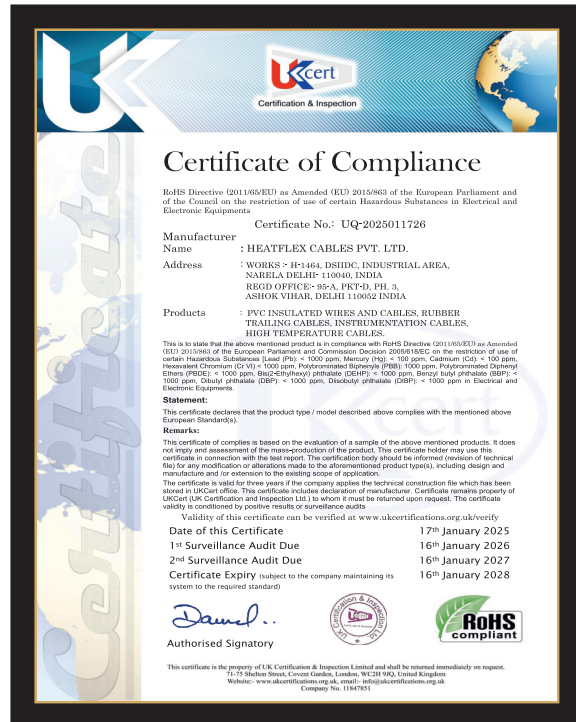 UKcert
Certification & Inspection
Certificate
Certificate of Compliance
RoHS Directive (2011/65/EU) as Amended (EU) 2015/863 of the European Parliament and
of the Council on the restriction of use of certain Hazardous Substances in Electrical and
Electronic Equipments
Certificate No.: UQ-2025011726
Manufacturer
Name : HEATFLEX CABLES PVT. LTD.
Address : WORKS :- H-1464, DSIIDC, INDUSTRIAL AREA,
NARELA DELHI- 110040, INDIA
REGD OFFICE:- 95-A, PKT-D, PH. 3,
ASHOK VIHAR, DELHI 110052 INDIA
Products : PVC INSULATED WIRES AND CABLES, RUBBER
TRAILING CABLES, INSTRUMENTATION CABLES,
HIGH TEMPERATURE CABLES.
This is to state that the above mentioned product is in compliance with RoHS Directive (2011/65/EU) as Amended
(EU) 2015/863 of the European Parliament and Commission Decision 2005/618/EC on the restriction of use of
certain Hazardous Substances [Lead (Pb): < 1000 ppm, Mercury (Hg): < 100 ppm, Cadmium (Cd): < 100 ppm,
Hexavalent Chromium (Cr VI) < 1000 ppm, Polybrominated Biphenyls (PBB): 1000 ppm, Polybrominated Diphenyl
Ethers (PBDE): < 1000 ppm, Bis(2-Ethylhexyl) phthalate (DEHP): < 1000 ppm, Benzyl butyl phthalate (BBP): <
1000 ppm, Dibutyl phthalate (DBP): < 1000 ppm, Diisobutyl phthalate (DIBP): < 1000 ppm in Electrical and
Electronic Equipments.
Statement:
This certificate declares that the product type / model described above complies with the mentioned above
European Standard(s).
Remarks:
This certificate of complies is based on the evaluation of a sample of the above mentioned products. It does
not imply and assessment of the mass-production of the product. This certificate holder may use this
certificate in connection with the test report. The certification body should be informed (revision of technical
file) for any modification or alterations made to the aforementioned product type(s), including design and
manufacture and /or extension to the existing scope of application.
The certificate is valid for three years if the company applies the technical construction file which has been
stored in UKCert office. This certificate includes declaration of manufacturer. Certificate remains property of
UKCert (UK Certification and Inspection Ltd.) to whom it must be returned upon request. The certificate
validity is conditioned by positive results or surveillance audits
Validity of this certificate can be verified at www.ukcertifications.org.uk/verify
Date of this Certificate 17th January 2025
1st Surveillance Audit Due 16th January 2026
2nd Surveillance Audit Due 16th January 2027
Certificate Expiry (subject to the company maintaining its 16th January 2028
system to the required standard)
Authorised Signatory
UK Certification & Inspection Ltd.
RoHS
compliant
This certificate is the property of UK Certification & Inspection Limited and shall be returned immediately on request.
71-75 Shelton Street, Covent Garden, London, WC2H 9JQ, United Kingdom
Website:- www.ukcertifications.org.uk, email:- info@ukcertifications.org.uk
Company No. 11847851